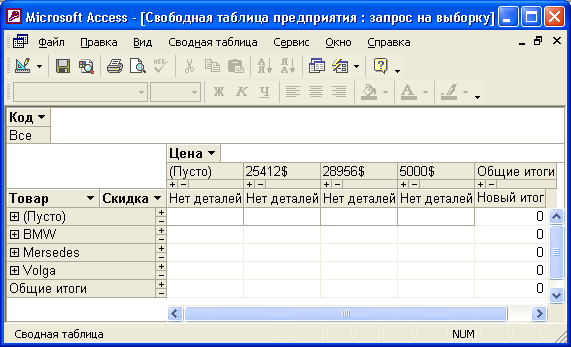 Microsoft Access - [Свободная таблица предприятия : запрос на выборку]
Файл Правка Вид Сводная таблица Сервис Окно Справка
Ж К Ч
Код
Все
Цена
(Пусто) 25412$ 28956$ 5000$ Общие итоги
Товар Скидка Нет деталей Нет деталей Нет деталей Нет деталей Новый итог
(Пусто) 0
BMW 0
Mersedes 0
Volga 0
Общие итоги 0
Сводная таблица NUM